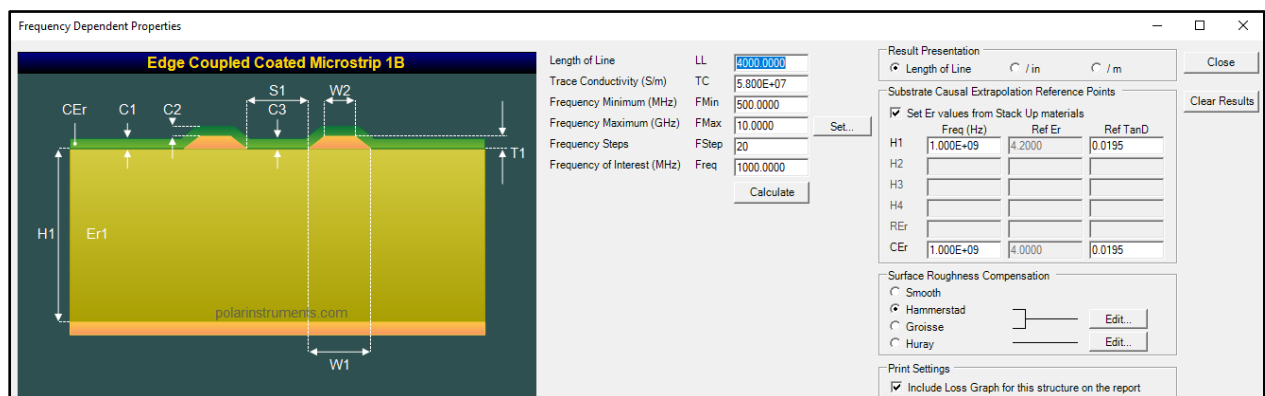 Frequency Dependent Properties
Edge Coupled Coated Microstrip 1B
CEr C1 C2 S1 C3 W2
T1
H1 Er1
polarinstruments.com
W1
Length of Line LL 4000.0000
Trace Conductivity (S/m) TC 5.800E+07
Frequency Minimum (MHz) FMin 500.0000
Frequency Maximum (GHz) FMax 10.0000 Set...
Frequency Steps FStep 20
Frequency of Interest (MHz) Freq 1000.0000
Calculate
Result Presentation
Length of Line / in / m
Substrate Causal Extrapolation Reference Points
Set Er values from Stack Up materials
Freq (Hz) Ref Er Ref TanD
H1 1.000E+09 4.2000 0.0195
H2
H3
H4
REr
CEr 1.000E+09 4.0000 0.0195
Surface Roughness Compensation
Smooth
Hammerstad
Groisse
Edit...
Huray
Edit...
Print Settings
Include Loss Graph for this structure on the report
Close
Clear Results